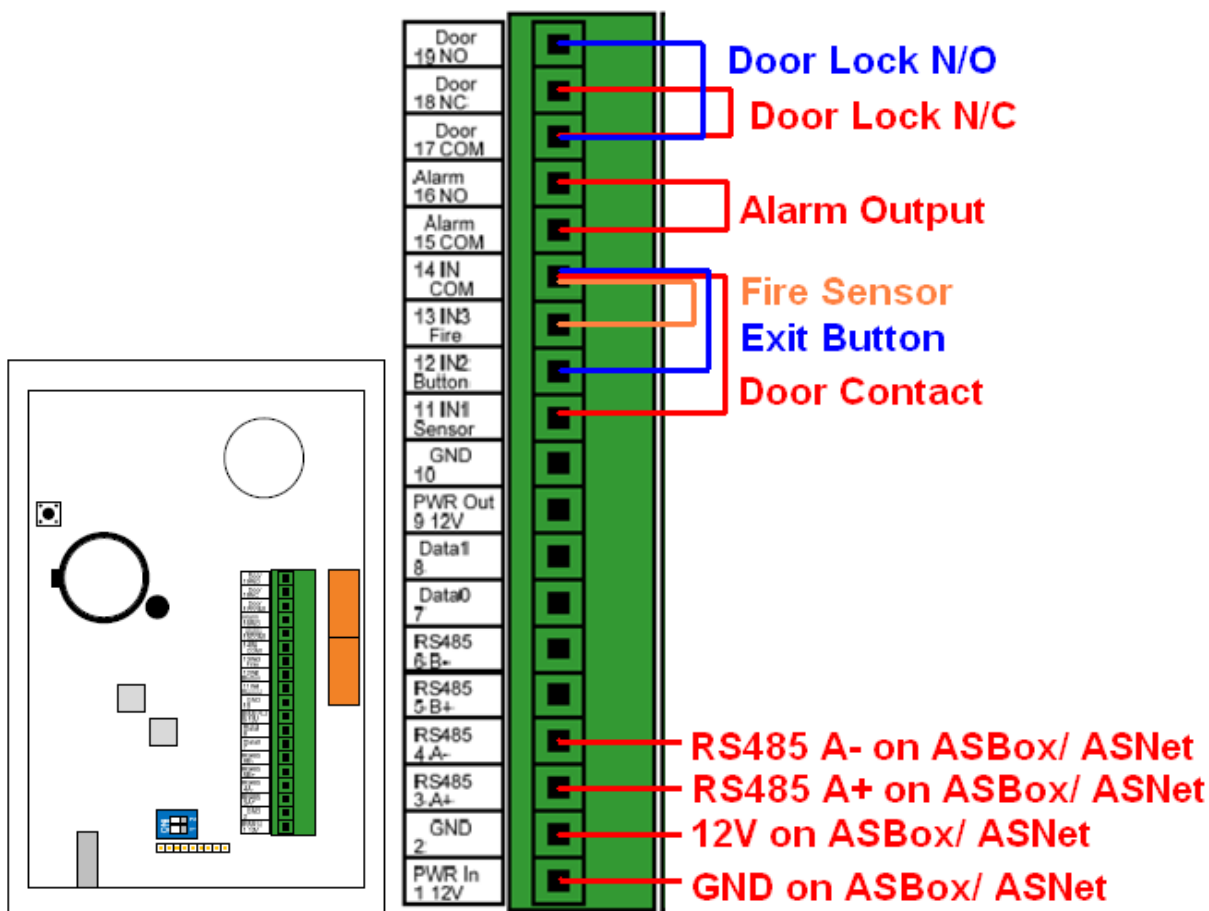 Door
19 NO
Door Lock N/O
Door
18 NC
Door Lock N/C
Door
17 COM
Alarm
16 NO
Alarm Output
Alarm
15 COM
14 IN
COM
Fire Sensor
13 IN3
Fire
Exit Button
12 IN2
Button
Door Contact
11 IN1
Sensor
GND
10
PWR Out
9 12V
Data1
8
Data0
7
RS485
6 B-
RS485
5 B+
RS485
4 A-
RS485 A- on ASBox/ ASNet
RS485
3 A+
RS485 A+ on ASBox/ ASNet
GND
2
12V on ASBox/ ASNet
PWR In
1 12V
GND on ASBox/ ASNet
ON
1 2